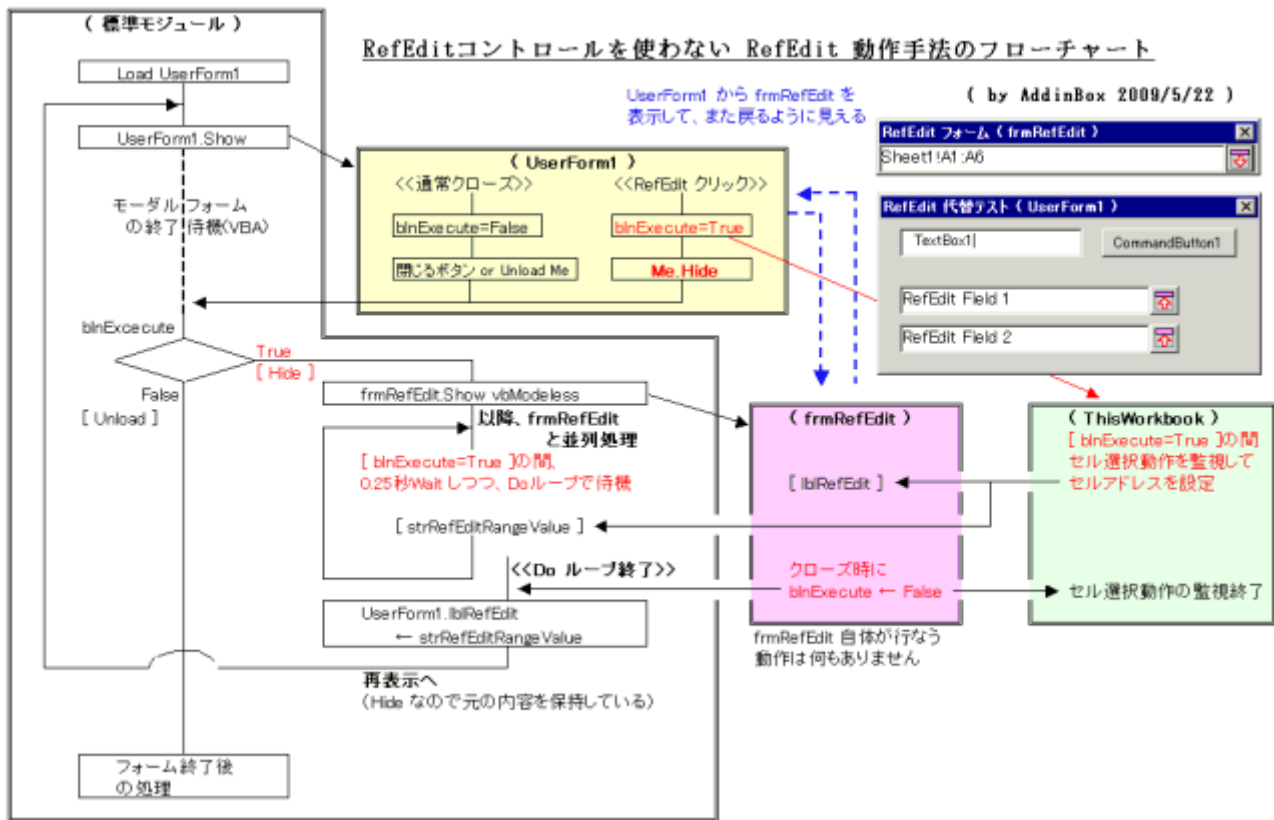 ( 標準モジュール )
RefEditコントロールを使わない RefEdit 動作手法のフローチャート
Load UserForm1
UserForm1 から frmRefEdit を
表示して、また戻るように見える
( by AddinBox 2009/5/22 )
UserForm1.Show
RefEdit フォーム ( frmRefEdit )
Sheet1!A1:A6
( UserForm1 )
<<通常クローズ>>
<<RefEdit クリック>>
モーダル フォーム
の終了 待機(VBA)
blnExecute=False
blnExecute=True
RefEdit 代替テスト ( UserForm1 )
TextBox1
CommandButton1
閉じるボタン or Unload Me
Me.Hide
RefEdit Field 1
RefEdit Field 2
blnExcecute
True
[ Hide ]
False
[ Unload ]
frmRefEdit.Show vbModeless
以降、frmRefEdit
と並列処理
[ blnExecute=True ]の間、
0.25秒Wait しつつ、Doループで待機
( frmRefEdit )
( ThisWorkbook )
[ blnExecute=True ]の間
セル選択動作を監視して
セルアドレスを設定
[ lblRefEdit ]
[ strRefEditRangeValue ]
<<Do ループ終了>>
クローズ時に
blnExecute ← False
セル選択動作の監視終了
UserForm1.lblRefEdit
← strRefEditRangeValue
frmRefEdit 自体が行なう
動作は何もありません
再表示へ
(Hide なので元の内容を保持している)
フォーム終了後
の処理